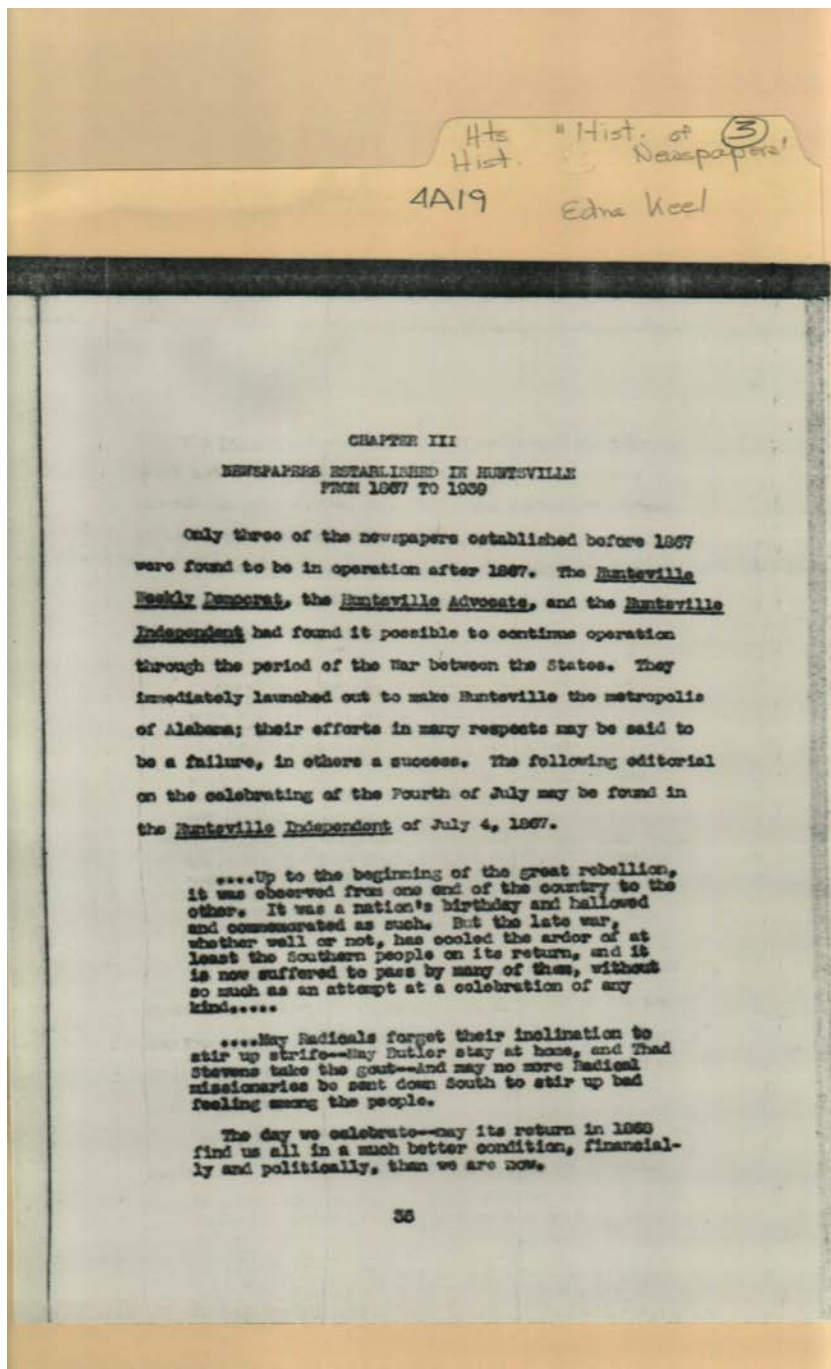 Hts "Hist. of ③
Hist. Newspapers"
4A19 Edna Keel
CHAPTER III
NEWSPAPERS ESTABLISHED IN HUNTSVILLE
FROM 1867 TO 1939
Only three of the newspapers established before 1867
were found to be in operation after 1867. The Huntsville
Weekly Democrat, the Huntsville Advocate, and the Huntsville
Independent had found it possible to continue operation
through the period of the War between the States. They
immediately launched out to make Huntsville the metropolis
of Alabama; their efforts in many respects may be said to
be a failure, in others a success. The following editorial
on the celebrating of the Fourth of July may be found in
the Huntsville Independent of July 4, 1867.
....Up to the beginning of the great rebellion,
it was observed from one end of the country to the
other. It was a nation's birthday and hallowed
and commemorated as such. But the late war,
whether well or not, has cooled the ardor of at
least the Southern people on its return, and it
is now suffered to pass by many of them, without
so much as an attempt at a celebration of any
kind.....
....May Radicals forget their inclination to
stir up strife--May Butler stay at home, and Thad
Stevens take the gout--And may no more Radical
missionaries be sent down South to stir up bad
feeling among the people.
The day we celebrate--may its return in 1868
find us all in a much better condition, financial-
ly and politically, than we are now.